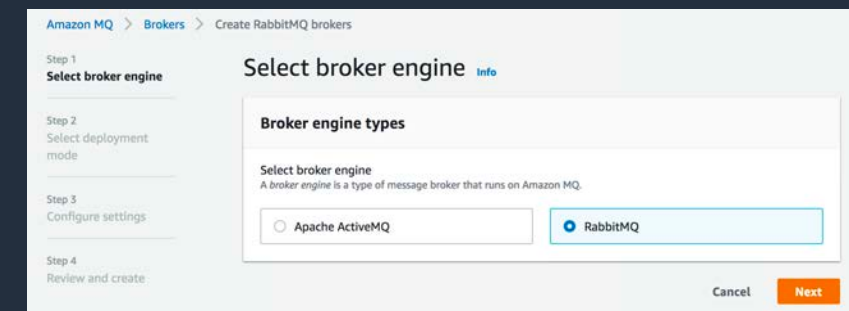 Amazon MQ > Brokers > Create RabbitMQ brokers
Step 1
Select broker engine
Step 2
Select deployment
mode
Step 3
Configure settings
Step 4
Review and create
Select broker engine Info
Broker engine types
Select broker engine
A broker engine is a type of message broker that runs on Amazon MQ.
Apache ActiveMQ
RabbitMQ
Cancel
Next